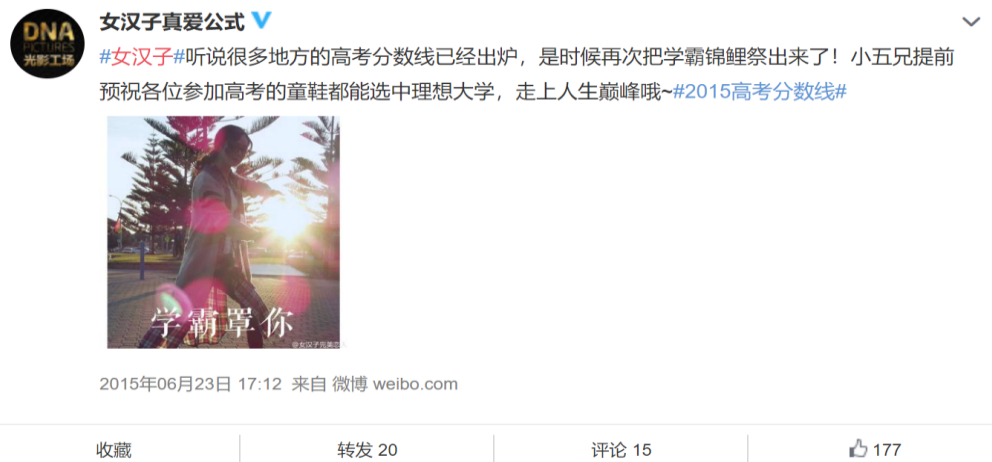 DNA
PICTURES
光影工场
女汉子真爱公式
#女汉子#听说很多地方的高考分数线已经出炉，是时候再次把学霸锦鲤祭出来了！小五兄提前
预祝各位参加高考的童鞋都能选中理想大学，走上人生巅峰哦~#2015高考分数线#
学霸罩你
2015年06月23日 17:12 来自 微博 weibo.com
收藏 转发 20 评论 15 177